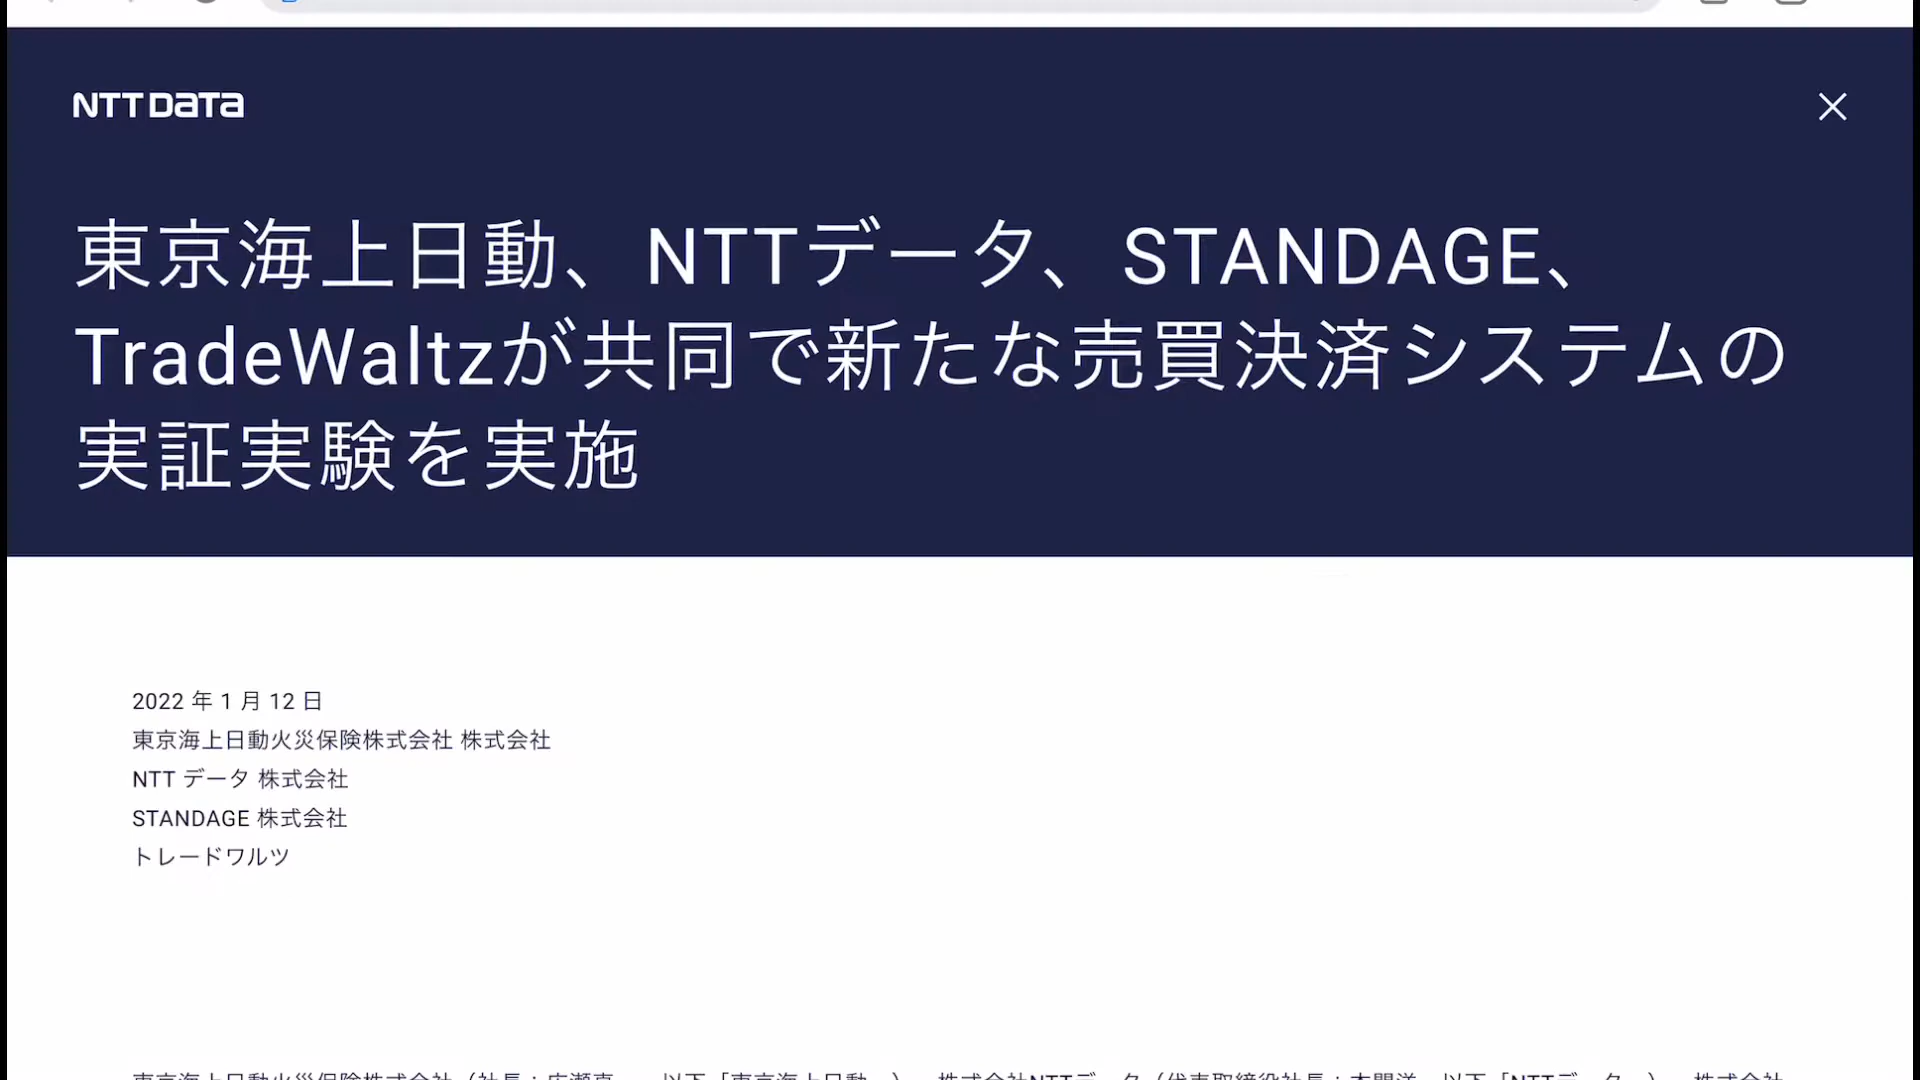 NTT DATA
東京海上日動、NTTデータ、STANDAGE、
TradeWaltzが共同で新たな売買決済システムの
実証実験を実施
2022 年 1 月 12 日
東京海上日動火災保険株式会社 株式会社
NTT データ 株式会社
STANDAGE 株式会社
トレードワルツ